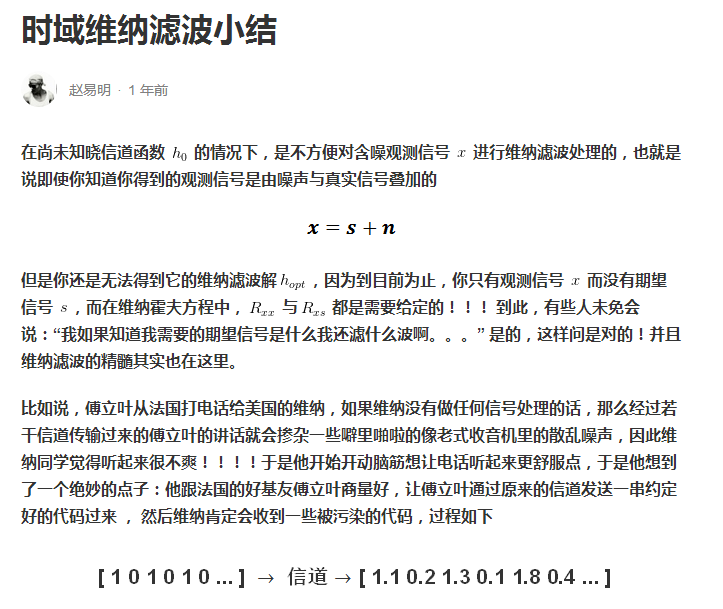 时域维纳滤波小结
赵易明 · 1 年前
在尚未知晓信道函数 h₀ 的情况下，是不方便对含噪观测信号 x 进行维纳滤波处理的，也就是
说即使你知道你得到的观测信号是由噪声与真实信号叠加的
x = s + n
但是你还是无法得到它的维纳滤波解 hₒₚₜ ，因为到目前为止，你只有观测信号 x 而没有期望
信号 s ，而在维纳霍夫方程中， Rₓₓ 与 Rₓₛ 都是需要给定的！！！ 到此，有些人未免会
说：“我如果知道我需要的期望信号是什么我还滤什么波啊。。。” 是的，这样问是对的！并且
维纳滤波的精髓其实也在这里。
比如说，傅立叶从法国打电话给美国的维纳，如果维纳没有做任何信号处理的话，那么经过若
干信道传输过来的傅立叶的讲话就会掺杂一些噼里啪啦的像老式收音机里的散乱噪声，因此维
纳同学觉得听起来很不爽！！！！于是他开始开动脑筋想让电话听起来更舒服点，于是他想到
了一个绝妙的点子：他跟法国的好基友傅立叶商量好，让傅立叶通过原来的信道发送一串约定
好的代码过来 ， 然后维纳肯定会收到一些被污染的代码，过程如下
[ 1 0 1 0 1 0 ... ] → 信道 → [ 1.1 0.2 1.3 0.1 1.8 0.4 ... ]